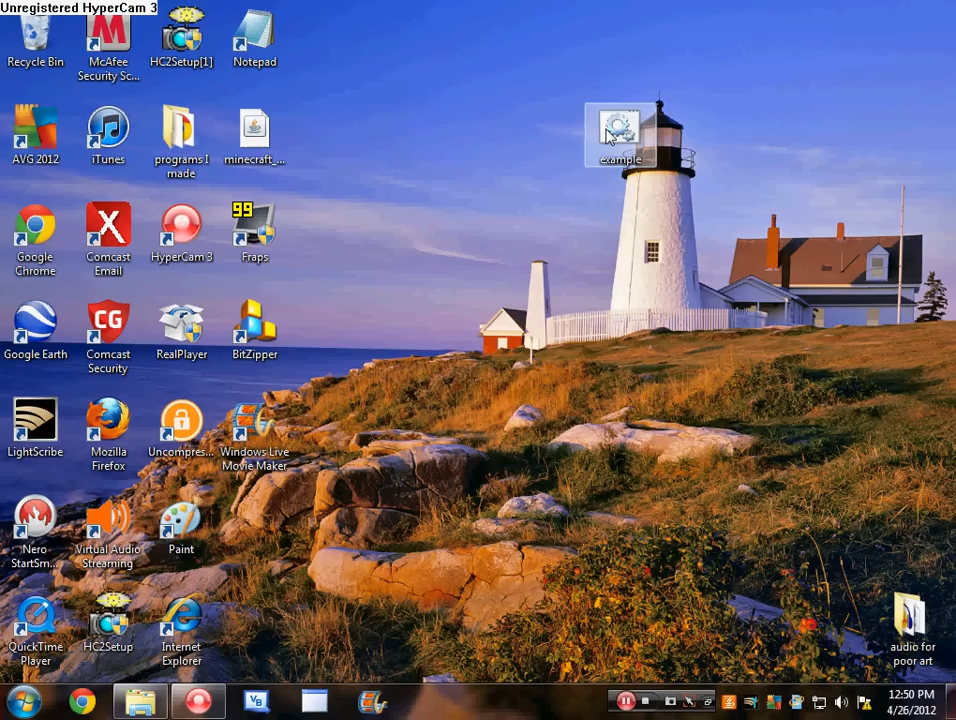 Unregistered HyperCam 3
Recycle Bin
McAfee
Security Sc...
HC2Setup[1]
Notepad
example
AVG 2012
iTunes
programs I
made
minecraft_...
99
Google
Chrome
X
Comcast
Email
HyperCam 3
Fraps
Google Earth
CG
Comcast
Security
RealPlayer
BitZipper
LightScribe
Mozilla
Firefox
Uncompres...
Windows Live
Movie Maker
Nero
StartSm...
Virtual Audio
Streaming
Paint
QuickTime
Player
HC2Setup
Internet
Explorer
audio for
poor art
VB
12:50 PM
4/26/2012